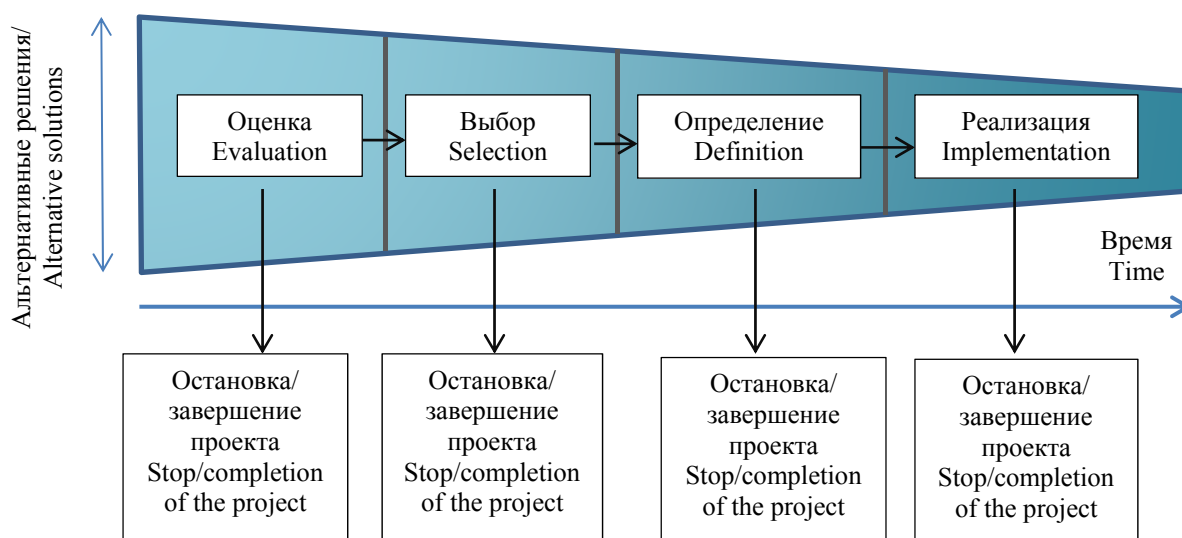 Альтернативные решения/
Alternative solutions
Оценка
Evaluation
Выбор
Selection
Определение
Definition
Реализация
Implementation
Время
Time
Остановка/
завершение
проекта
Stop/completion
of the project
Остановка/
завершение
проекта
Stop/completion
of the project
Остановка/
завершение
проекта
Stop/completion
of the project
Остановка/
завершение
проекта
Stop/completion
of the project